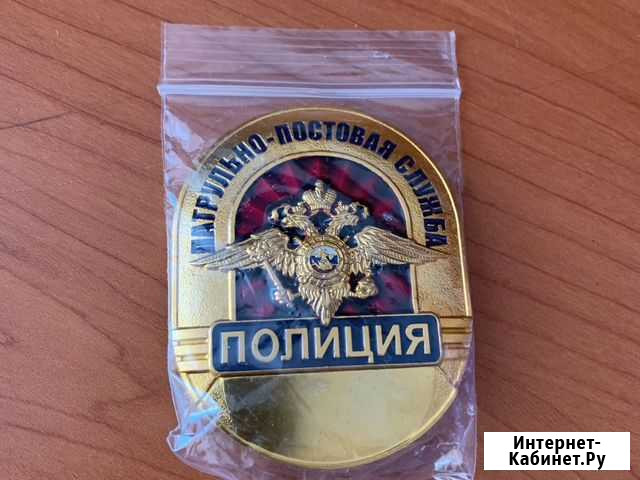 ПАТРУЛЬНО-ПОСТОВАЯ СЛУЖБА
ПОЛИЦИЯ
Интернет-
Кабинет.Ру